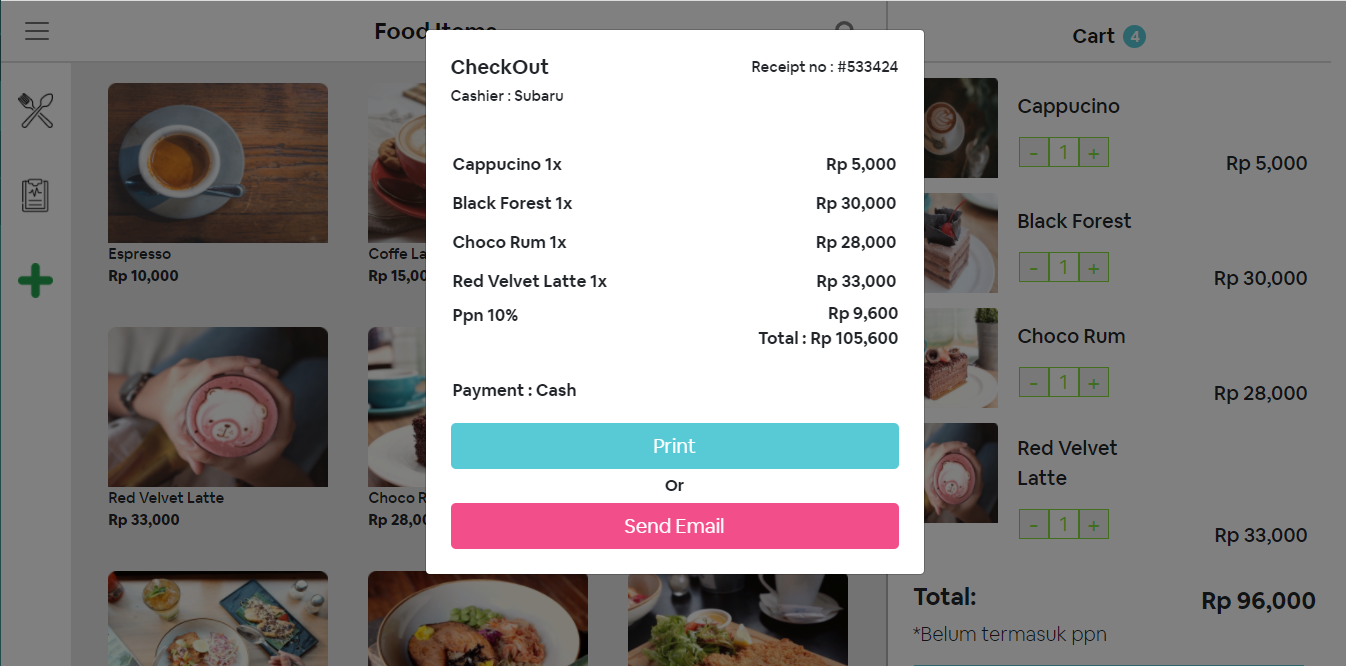 Food Items
Cart 4
Espresso
Rp 10,000
Coffe La
Rp 15,00
Red Velvet Latte
Rp 33,000
Choco R
Rp 28,00
CheckOut
Receipt no : #533424
Cashier : Subaru
Cappucino 1x
Rp 5,000
Black Forest 1x
Rp 30,000
Choco Rum 1x
Rp 28,000
Red Velvet Latte 1x
Rp 33,000
Ppn 10%
Rp 9,600
Total : Rp 105,600
Payment : Cash
Print
Or
Send Email
Cappucino
- 1 +
Rp 5,000
Black Forest
- 1 +
Rp 30,000
Choco Rum
- 1 +
Rp 28,000
Red Velvet
Latte
- 1 +
Rp 33,000
Total:
Rp 96,000
*Belum termasuk ppn